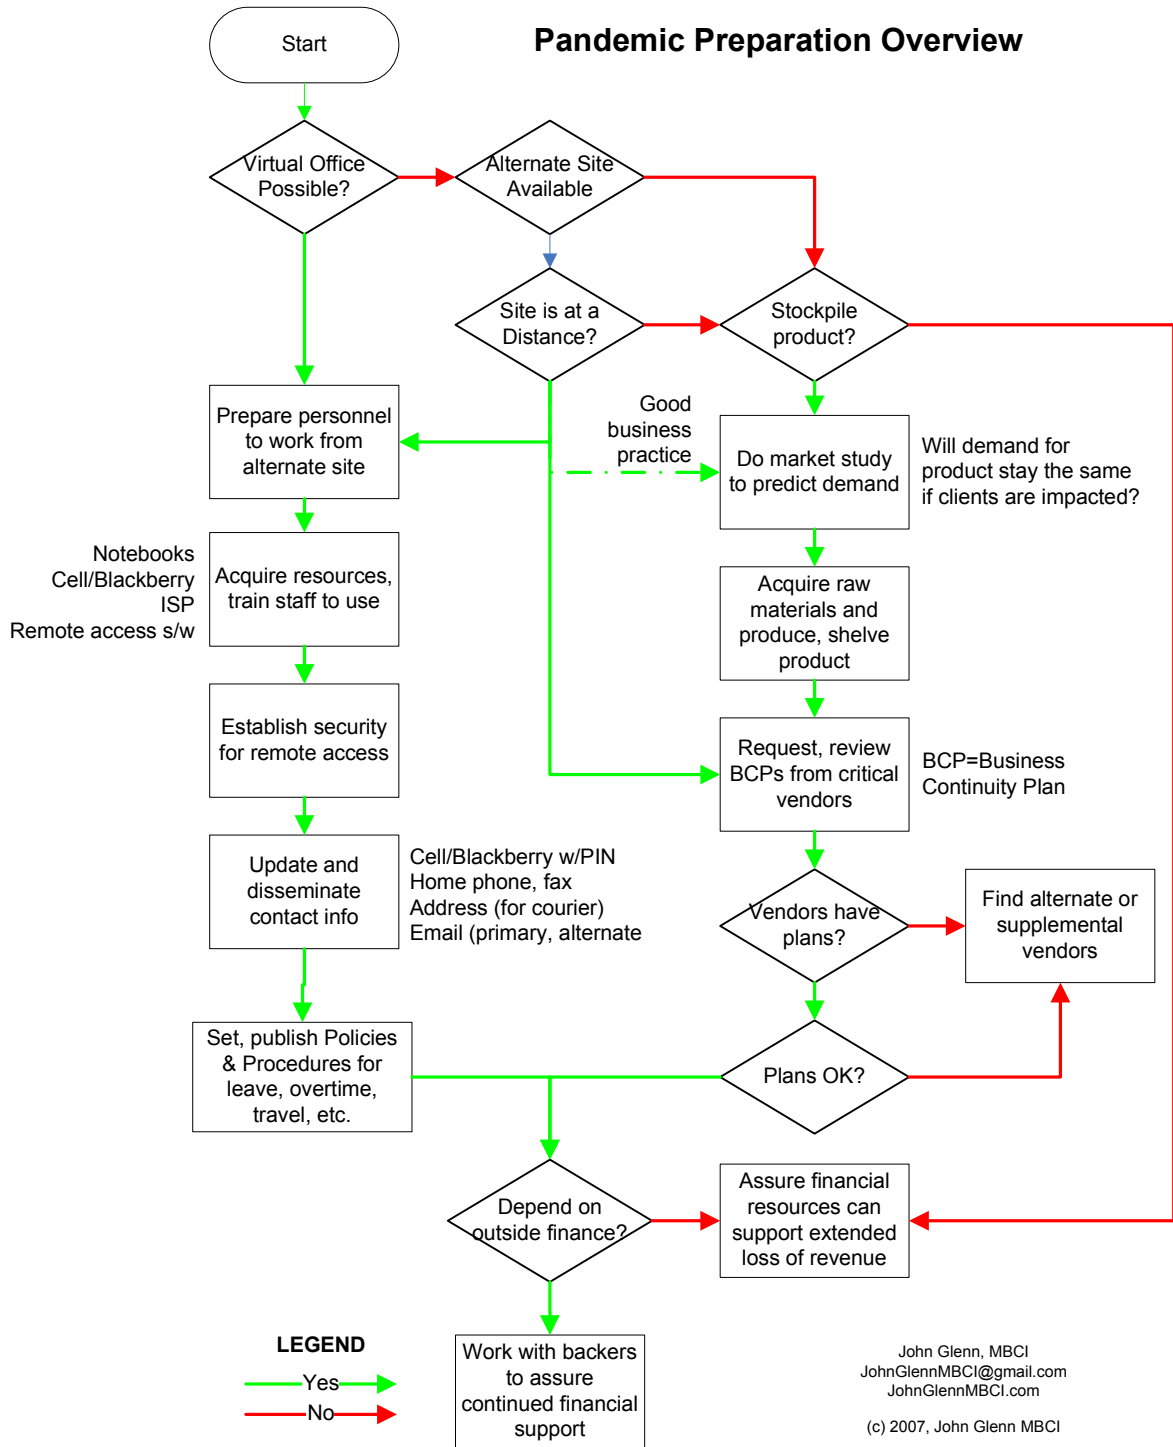 Start
Pandemic Preparation Overview
Virtual Office
Possible?
Alternate Site
Available
Site is at a
Distance?
Stockpile
product?
Prepare personnel
to work from
alternate site
Good
business
practice
Do market study
to predict demand
Will demand for
product stay the same
if clients are impacted?
Notebooks
Cell/Blackberry
ISP
Remote access s/w
Acquire resources,
train staff to use
Acquire raw
materials and
produce, shelve
product
Establish security
for remote access
Request, review
BCPs from critical
vendors
BCP=Business
Continuity Plan
Update and
disseminate
contact info
Cell/Blackberry w/PIN
Home phone, fax
Address (for courier)
Email (primary, alternate
Vendors have
plans?
Find alternate or
supplemental
vendors
Set, publish Policies
& Procedures for
leave, overtime,
travel, etc.
Plans OK?
Depend on
outside finance?
Assure financial
resources can
support extended
loss of revenue
LEGEND
Yes
No
Work with backers
to assure
continued financial
support
John Glenn, MBCI
JohnGlennMBCI@gmail.com
JohnGlennMBCI.com
(c) 2007, John Glenn MBCI